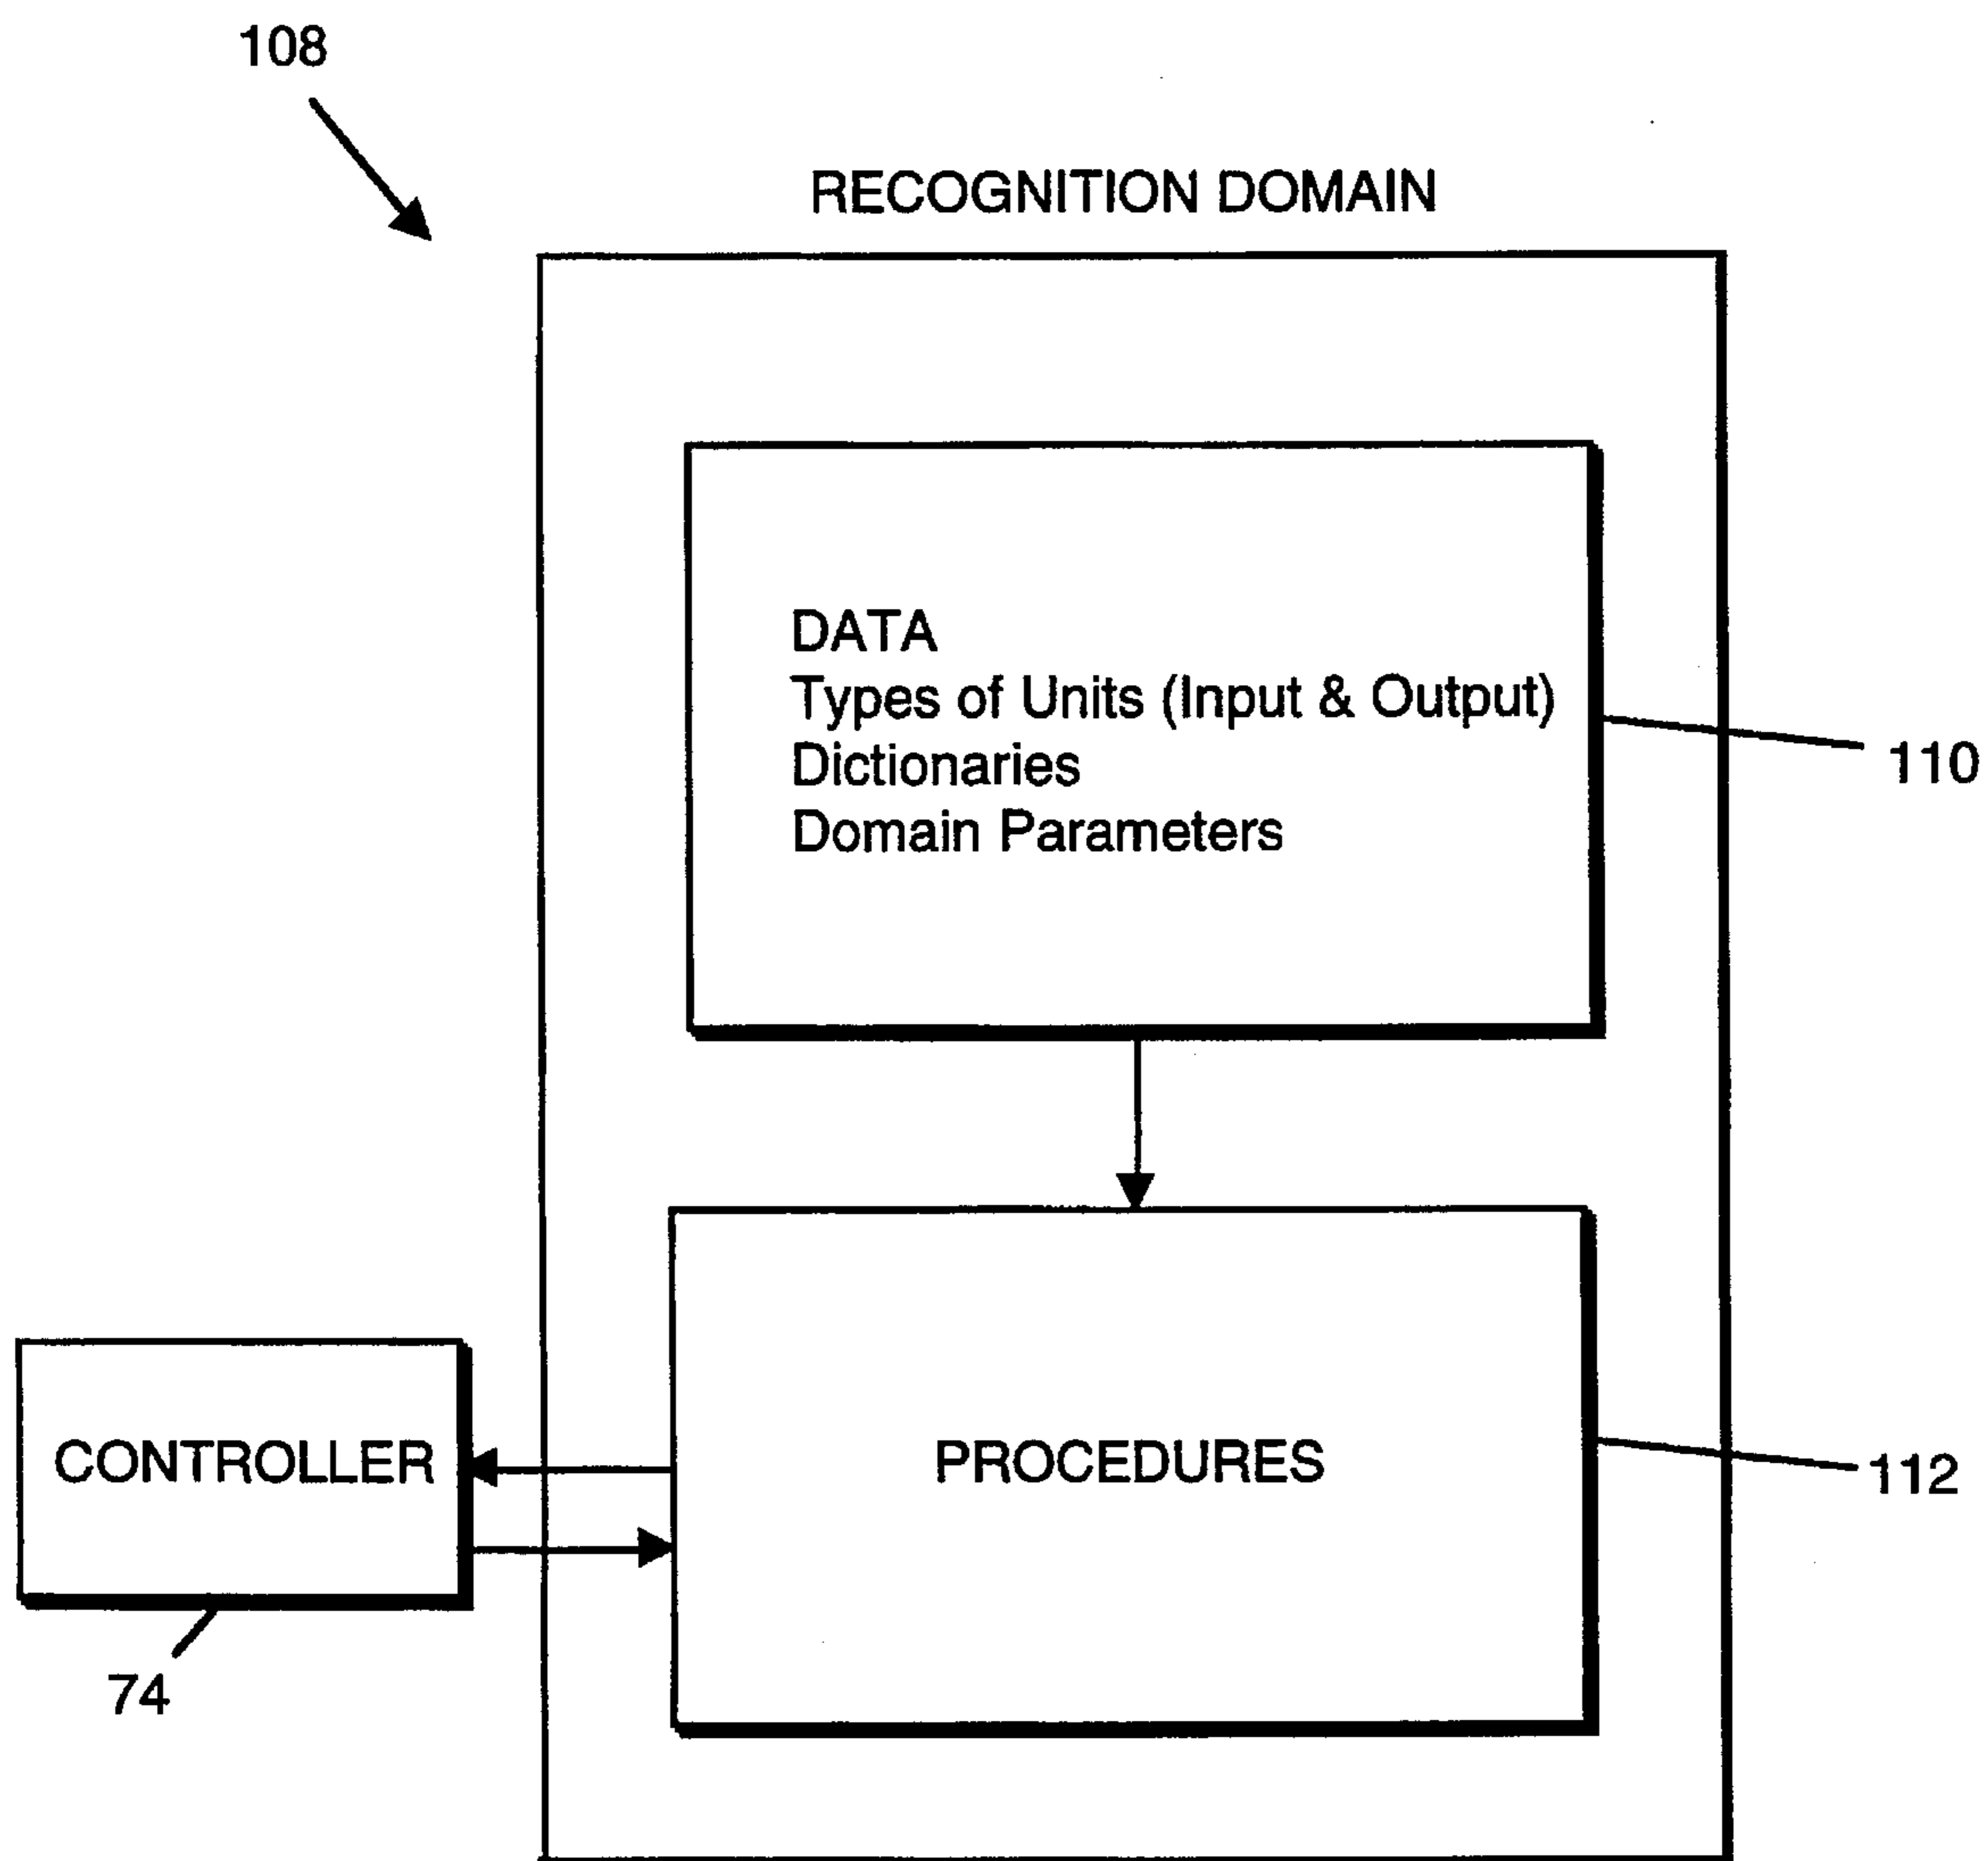 108
RECOGNITION DOMAIN
DATA
Types of Units (Input & Output)
Dictionaries
Domain Parameters
110
CONTROLLER
PROCEDURES
112
74